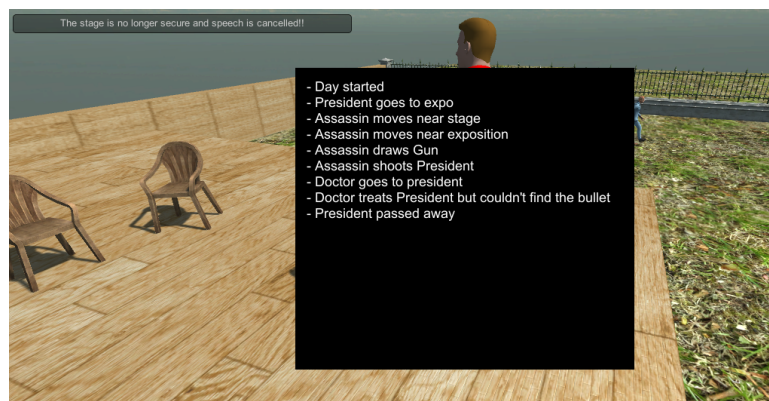 The stage is no longer secure and speech is cancelled!!
- Day started
- President goes to expo
- Assassin moves near stage
- Assassin moves near exposition
- Assassin draws Gun
- Assassin shoots President
- Doctor goes to president
- Doctor treats President but couldn't find the bullet
- President passed away